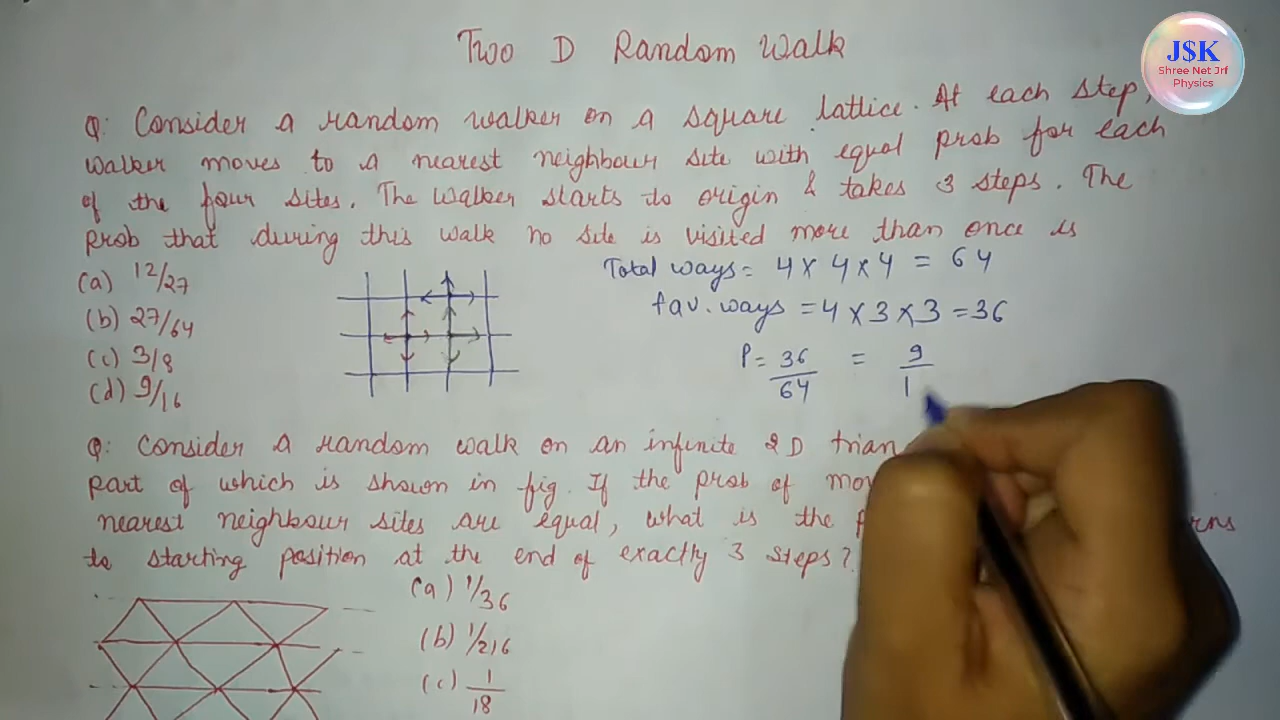 Two D Random Walk
J$K
Shree Net Jrf
Physics
Q: Consider a random walker on a square lattice. At each step,
walker moves to a nearest neighbour site with equal prob for each
of the four sites. The walker starts to origin & takes 3 steps. The
prob that during this walk no site is visited more than once is
(a) 12/27
(b) 27/64
(c) 3/8
(d) 9/16
Total ways = 4 x 4 x 4 = 64
fav. ways = 4 x 3 x 3 = 36
P = 36/64 = 9/1
Q: Consider a random walk on an infinite 2D trian
part of which is shown in fig. If the prob of mov
nearest neighbour sites are equal, what is the
to starting position at the end of exactly 3 steps?
(a) 1/36
(b) 1/216
(c) 1/18